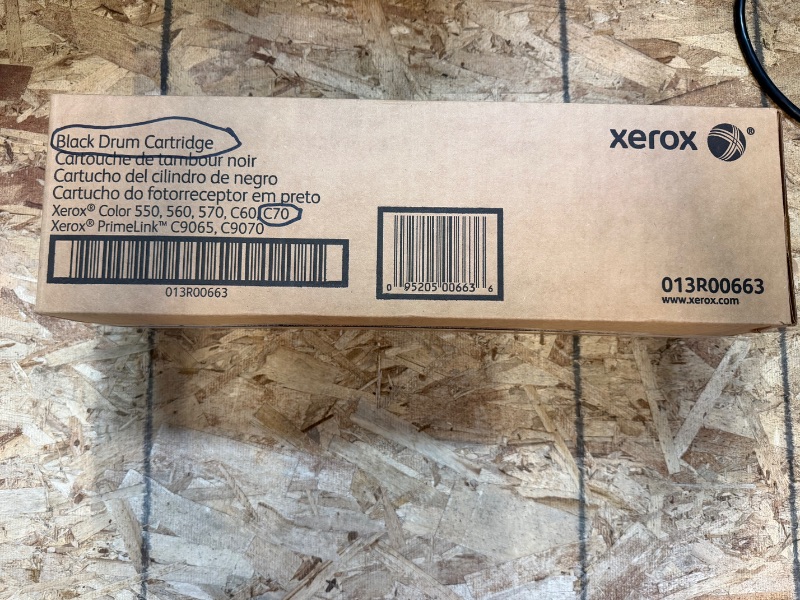 Black Drum Cartridge
Cartouche de tambour noir
Cartucho del cilindro de negro
Cartucho do fotorreceptor em preto
Xerox® Color 550, 560, 570, C60, C70
Xerox® PrimeLink™ C9065, C9070
013R00663
0 95205 00663 6
xerox ®
013R00663
www.xerox.com